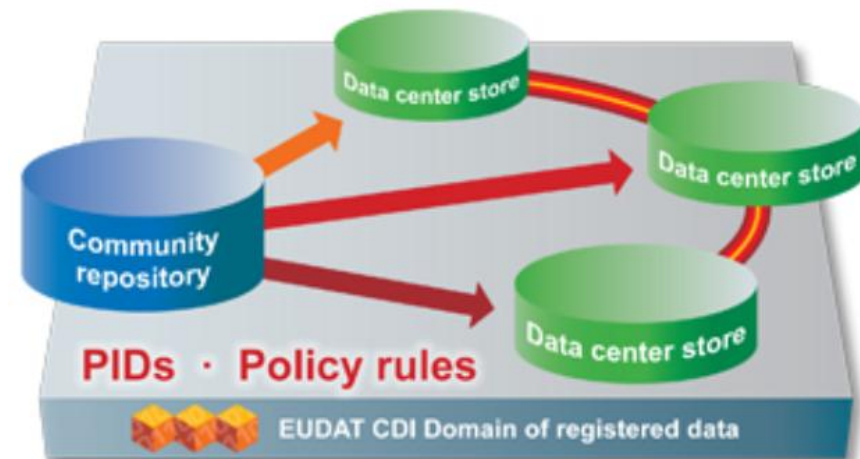 Data center store
Data center store
Community
repository
Data center store
PIDs · Policy rules
EUDAT CDI Domain of registered data